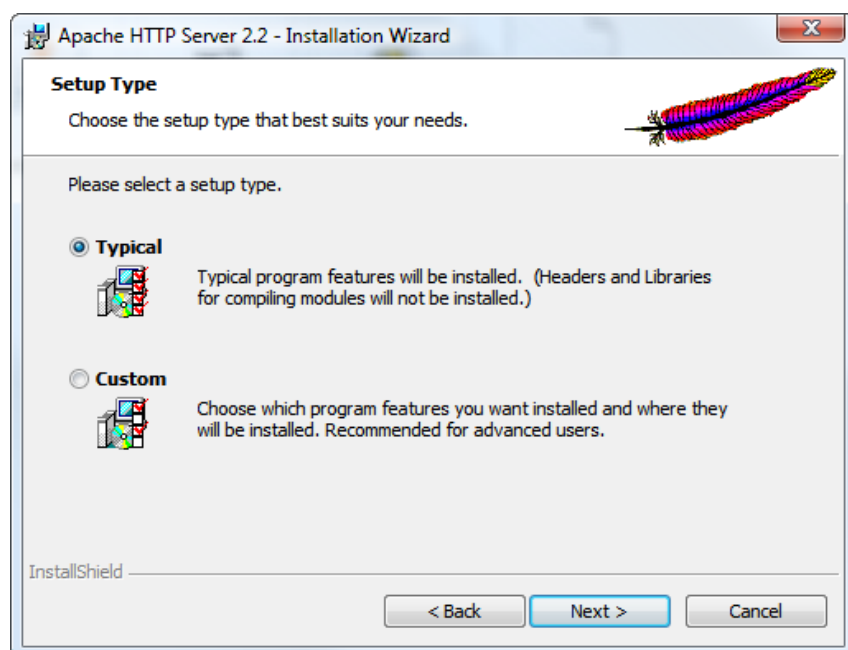 Apache HTTP Server 2.2 - Installation Wizard
Setup Type
Choose the setup type that best suits your needs.
Please select a setup type.
Typical
Typical program features will be installed.  (Headers and Libraries
for compiling modules will not be installed.)
Custom
Choose which program features you want installed and where they
will be installed. Recommended for advanced users.
InstallShield
< Back Next > Cancel